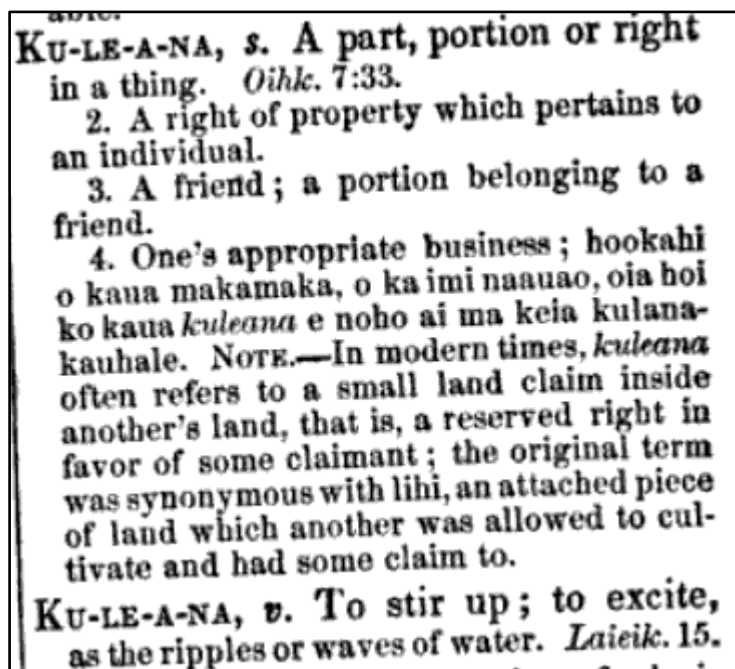 able.
KU-LE-A-NA, s. A part, portion or right
in a thing. Oihk. 7:33.
2. A right of property which pertains to
an individual.
3. A friend; a portion belonging to a
friend.
4. One's appropriate business; hookahi
o kaua makamaka, o ka imi naauao, oia hoi
ko kaua kuleana e noho ai ma keia kulana-
kauhale. NOTE.—In modern times, kuleana
often refers to a small land claim inside
another's land, that is, a reserved right in
favor of some claimant; the original term
was synonymous with lihi, an attached piece
of land which another was allowed to cul-
tivate and had some claim to.
KU-LE-A-NA, v. To stir up; to excite,
as the ripples or waves of water. Laieik. 15.